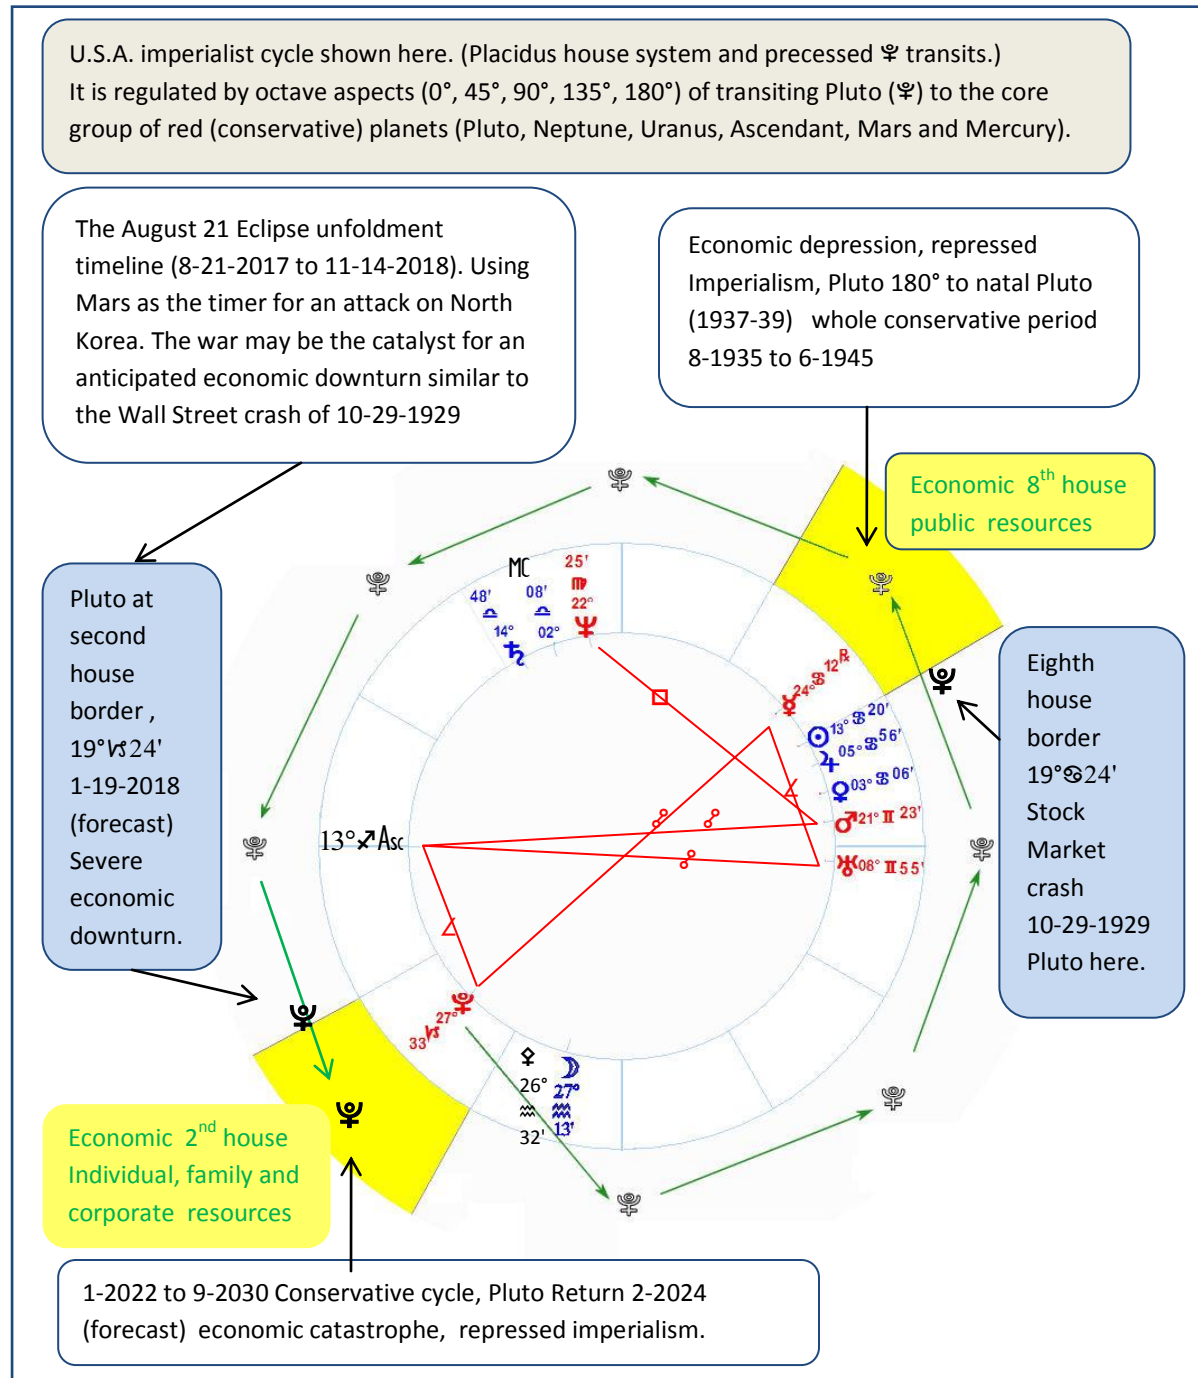 U.S.A. imperialist cycle shown here. (Placidus house system and precessed ♇ transits.)
It is regulated by octave aspects (0°, 45°, 90°, 135°, 180°) of transiting Pluto (♇) to the core
group of red (conservative) planets (Pluto, Neptune, Uranus, Ascendant, Mars and Mercury).
The August 21 Eclipse unfoldment
timeline (8-21-2017 to 11-14-2018). Using
Mars as the timer for an attack on North
Korea. The war may be the catalyst for an
anticipated economic downturn similar to
the Wall Street crash of 10-29-1929
Economic depression, repressed
Imperialism, Pluto 180° to natal Pluto
(1937-39) whole conservative period
8-1935 to 6-1945
Economic 8th house
public resources
Pluto at
second
house
border ,
19°♑24'
1-19-2018
(forecast)
Severe
economic
downturn.
MC
48' ♎ 14° ♄
08' ♎ 02°
25' ♍ 22° ♆
☿ 24° ♋ 12' ℞
☉ 13° ♋ 20'
♃ 05° ♋ 56'
♀ 03° ♋ 06'
♂ 21° ♊ 23'
♅ 08° ♊ 55'
13° ♐ Asc
33 ♑ 27° ♇
⚴ 26° ♒ 32'
☽ 27° ♒ 13'
Eighth
house
border
19°♋24'
Stock
Market
crash
10-29-1929
Pluto here.
Economic 2nd house
Individual, family and
corporate resources
1-2022 to 9-2030 Conservative cycle, Pluto Return 2-2024
(forecast) economic catastrophe, repressed imperialism.